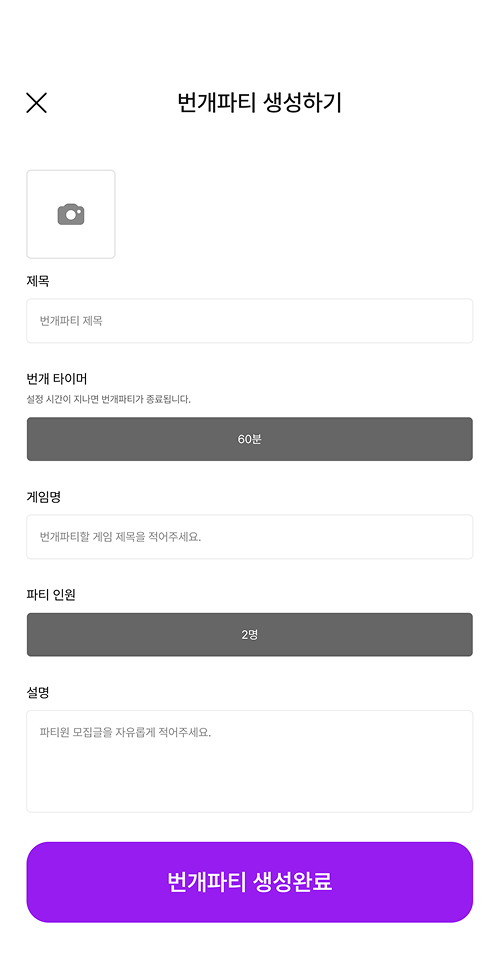 번개파티 생성하기
제목
번개파티 제목
번개 타이머
설정 시간이 지나면 번개파티가 종료됩니다.
60분
게임명
번개파티할 게임 제목을 적어주세요.
파티 인원
2명
설명
파티원 모집글을 자유롭게 적어주세요.
번개파티 생성완료